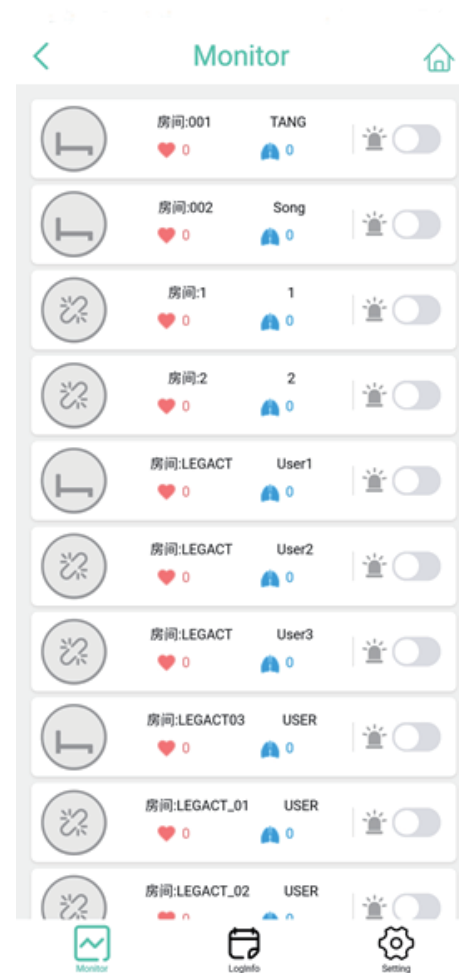 Monitor
房间:001 TANG
0 0
房间:002 Song
0 0
房间:1 1
0 0
房间:2 2
0 0
房间:LEGACT User1
0 0
房间:LEGACT User2
0 0
房间:LEGACT User3
0 0
房间:LEGACT03 USER
0 0
房间:LEGACT_01 USER
0 0
房间:LEGACT_02 USER
0 0
Monitor LogInfo Setting